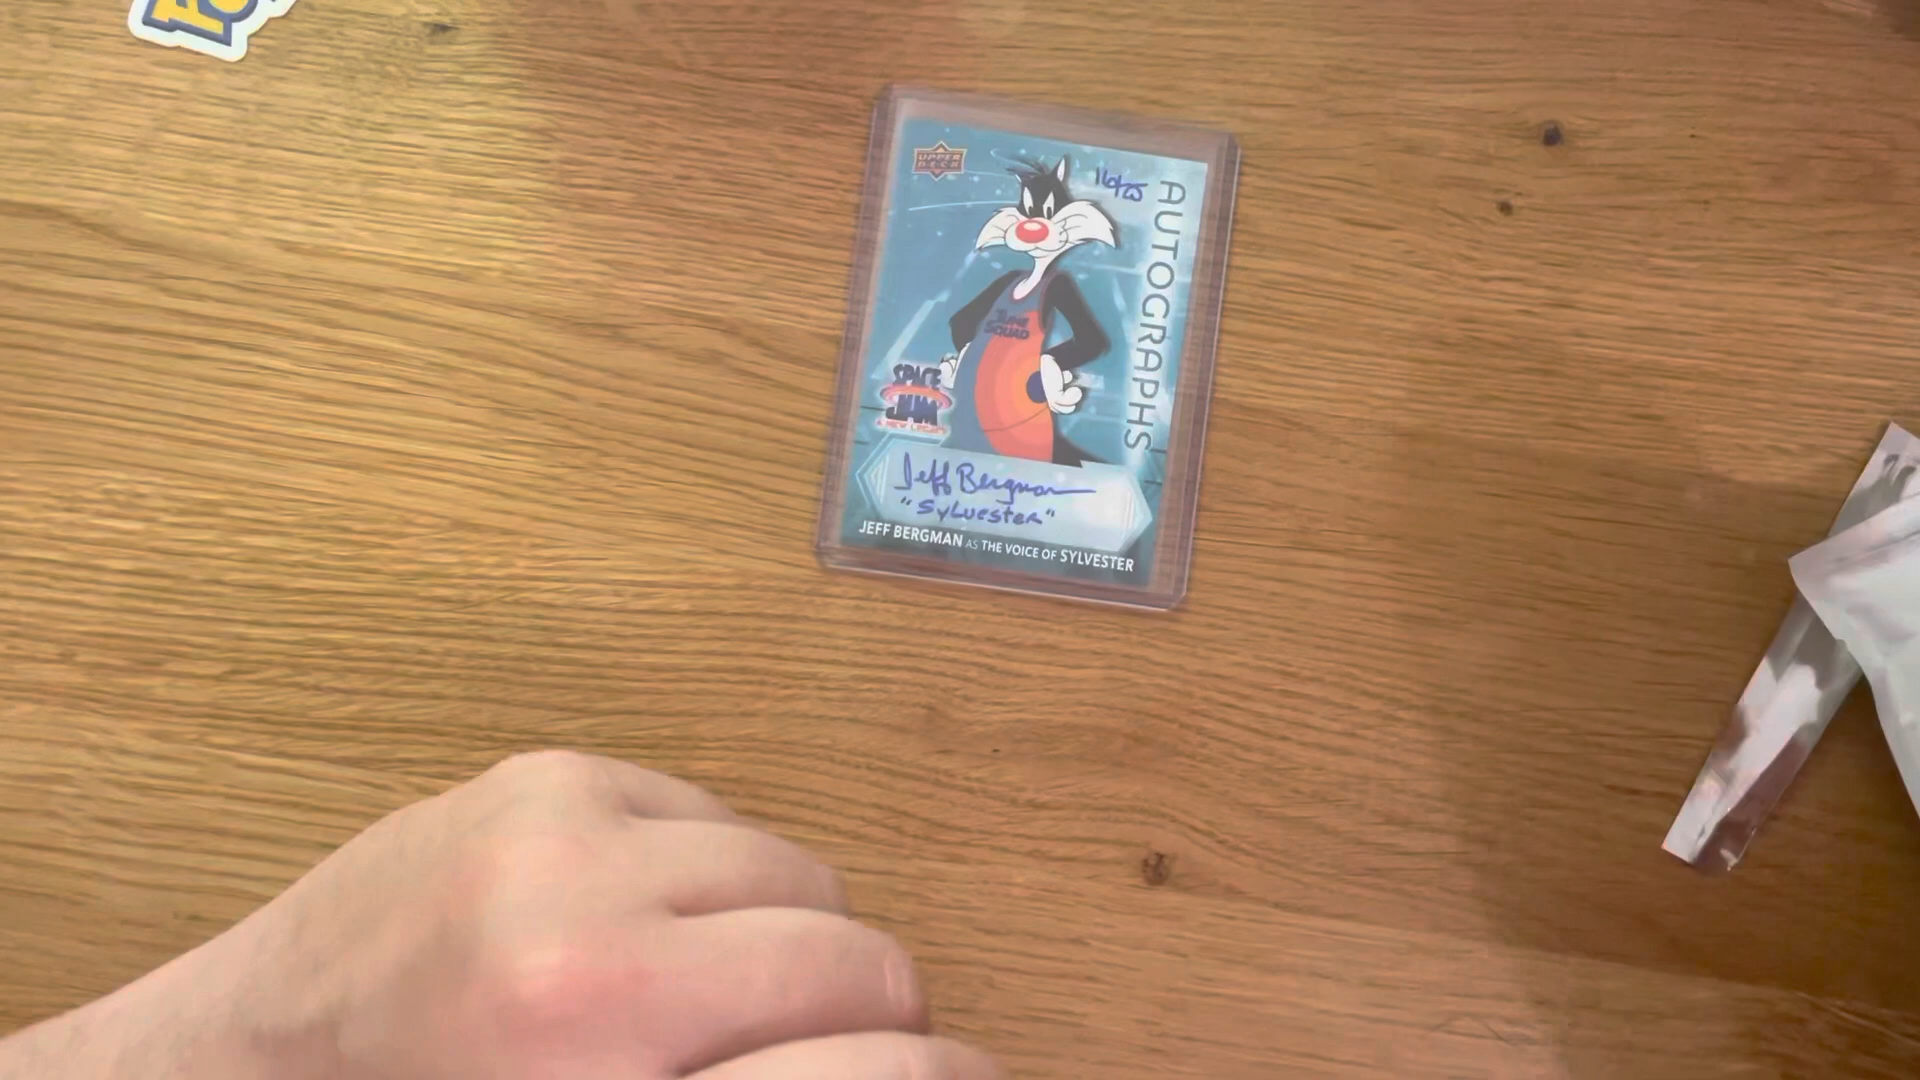 UPPER
DECK
16/25
AUTOGRAPHS
TUNE
SQUAD
SPACE
JAM
A NEW LEGACY
Jeff Bergman
"Sylvester"
JEFF BERGMAN AS THE VOICE OF SYLVESTER